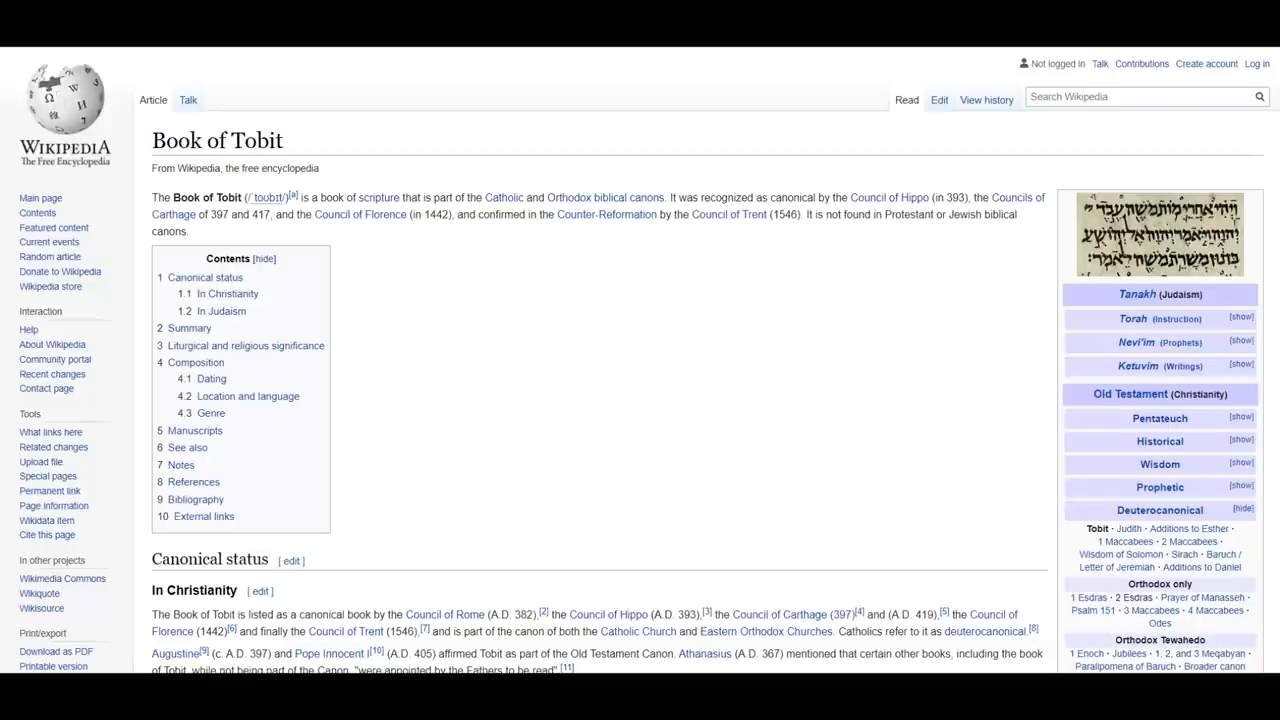 Not logged in Talk Contributions Create account Log in
Article Talk
Read Edit View history
Search Wikipedia
WIKIPEDIA
The Free Encyclopedia
Main page
Contents
Featured content
Current events
Random article
Donate to Wikipedia
Wikipedia store
Interaction
Help
About Wikipedia
Community portal
Recent changes
Contact page
Tools
What links here
Related changes
Upload file
Special pages
Permanent link
Page information
Wikidata item
Cite this page
In other projects
Wikimedia Commons
Wikiquote
Wikisource
Print/export
Download as PDF
Printable version
Book of Tobit
From Wikipedia, the free encyclopedia
The Book of Tobit (/ˈtoʊbɪt/)[a] is a book of scripture that is part of the Catholic and Orthodox biblical canons. It was recognized as canonical by the Council of Hippo (in 393), the Councils of
Carthage of 397 and 417, and the Council of Florence (in 1442), and confirmed in the Counter-Reformation by the Council of Trent (1546). It is not found in Protestant or Jewish biblical
canons.
Contents [hide]
1 Canonical status
1.1 In Christianity
1.2 In Judaism
2 Summary
3 Liturgical and religious significance
4 Composition
4.1 Dating
4.2 Location and language
4.3 Genre
5 Manuscripts
6 See also
7 Notes
8 References
9 Bibliography
10 External links
Canonical status [ edit ]
In Christianity [ edit ]
The Book of Tobit is listed as a canonical book by the Council of Rome (A.D. 382),[2] the Council of Hippo (A.D. 393),[3] the Council of Carthage (397)[4] and (A.D. 419),[5] the Council of
Florence (1442)[6] and finally the Council of Trent (1546),[7] and is part of the canon of both the Catholic Church and Eastern Orthodox Churches. Catholics refer to it as deuterocanonical.[8]
Augustine[9] (c. A.D. 397) and Pope Innocent I[10] (A.D. 405) affirmed Tobit as part of the Old Testament Canon. Athanasius (A.D. 367) mentioned that certain other books, including the book
of Tobit, while not being part of the Canon, "were appointed by the Fathers to be read".[11]
Tanakh (Judaism)
Torah (Instruction) [show]
Nevi'im (Prophets) [show]
Ketuvim (Writings) [show]
Old Testament (Christianity)
Pentateuch [show]
Historical [show]
Wisdom [show]
Prophetic [show]
Deuterocanonical [hide]
Tobit · Judith · Additions to Esther ·
1 Maccabees · 2 Maccabees ·
Wisdom of Solomon · Sirach · Baruch /
Letter of Jeremiah · Additions to Daniel
Orthodox only
1 Esdras · 2 Esdras · Prayer of Manasseh ·
Psalm 151 · 3 Maccabees · 4 Maccabees ·
Odes
Orthodox Tewahedo
1 Enoch · Jubilees · 1, 2, and 3 Meqabyan ·
Paralipomena of Baruch · Broader canon